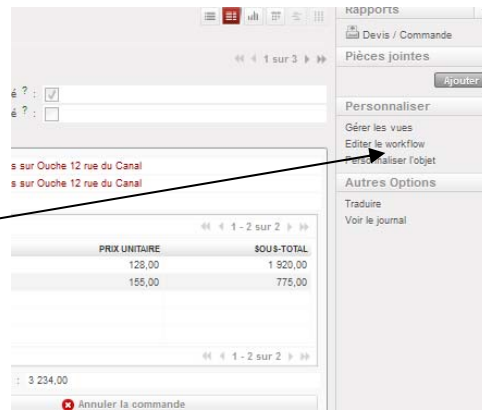 1 sur 3
é ? :
é ? :
s sur Ouche 12 rue du Canal
s sur Ouche 12 rue du Canal
1 - 2 sur 2
PRIX UNITAIRE SOUS-TOTAL
128,00 1 920,00
155,00 775,00
1 - 2 sur 2
: 3 234,00
Annuler la commande
Rapports
Devis / Commande
Pièces jointes
Ajouter
Personnaliser
Gérer les vues
Editer le workflow
Personnaliser l'objet
Autres Options
Traduire
Voir le journal